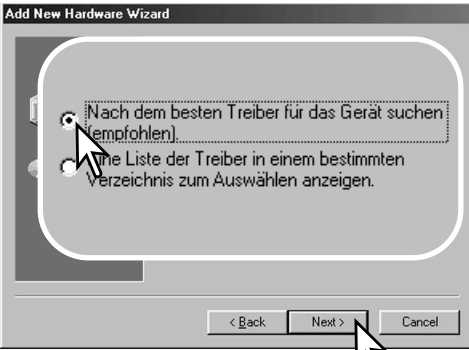 Add New Hardware Wizard
Nach dem besten Treiber für das Gerät suchen
(empfohlen).
Liste der Treiber in einem bestimmten
Verzeichnis zum Auswählen anzeigen.
< Back Next > Cancel